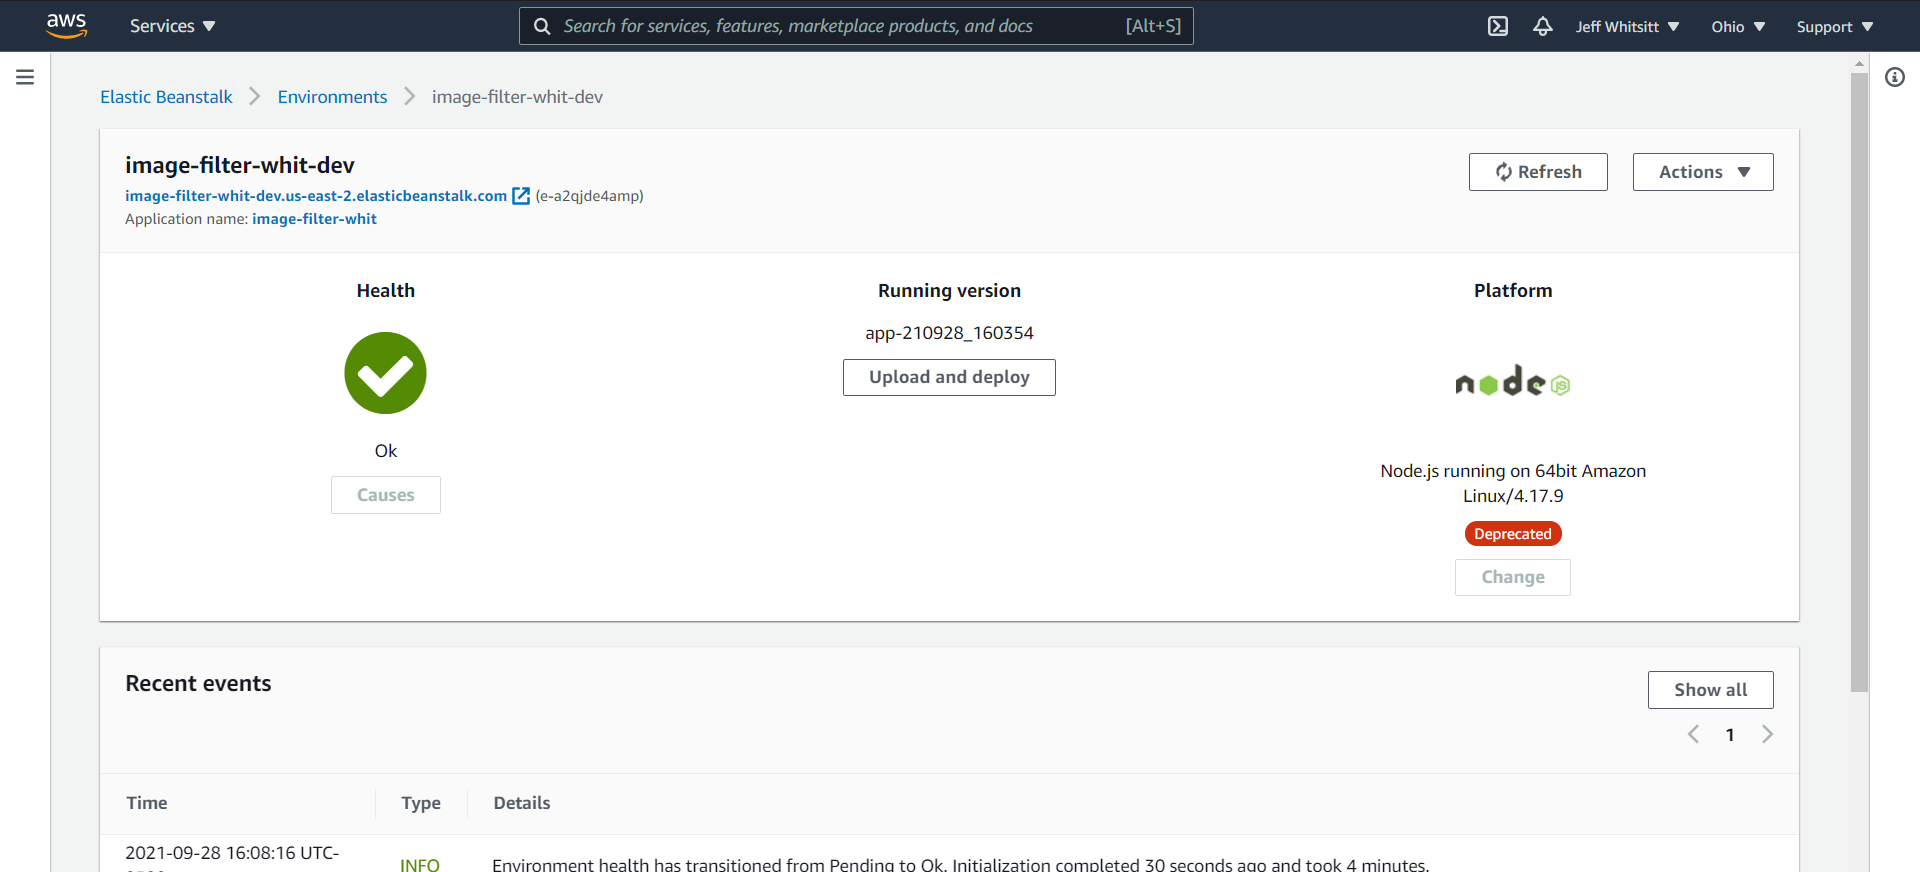 aws
Services
Search for services, features, marketplace products, and docs [Alt+S]
Jeff Whitsitt
Ohio
Support
Elastic Beanstalk
Environments
image-filter-whit-dev
image-filter-whit-dev
image-filter-whit-dev.us-east-2.elasticbeanstalk.com (e-a2qjde4amp)
Application name: image-filter-whit
Refresh
Actions
Health
Ok
Causes
Running version
app-210928_160354
Upload and deploy
Platform
node js
Node.js running on 64bit Amazon
Linux/4.17.9
Deprecated
Change
Recent events
Show all
1
Time Type Details
2021-09-28 16:08:16 UTC-
INFO
Environment health has transitioned from Pending to Ok. Initialization completed 30 seconds ago and took 4 minutes.